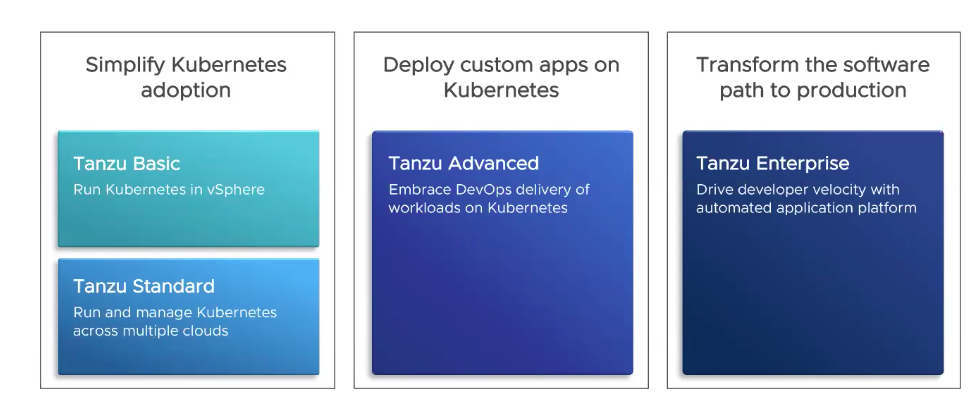 Simplify Kubernetes
adoption
Tanzu Basic
Run Kubernetes in vSphere
Tanzu Standard
Run and manage Kubernetes
across multiple clouds
Deploy custom apps on
Kubernetes
Tanzu Advanced
Embrace DevOps delivery of
workloads on Kubernetes
Transform the software
path to production
Tanzu Enterprise
Drive developer velocity with
automated application platform